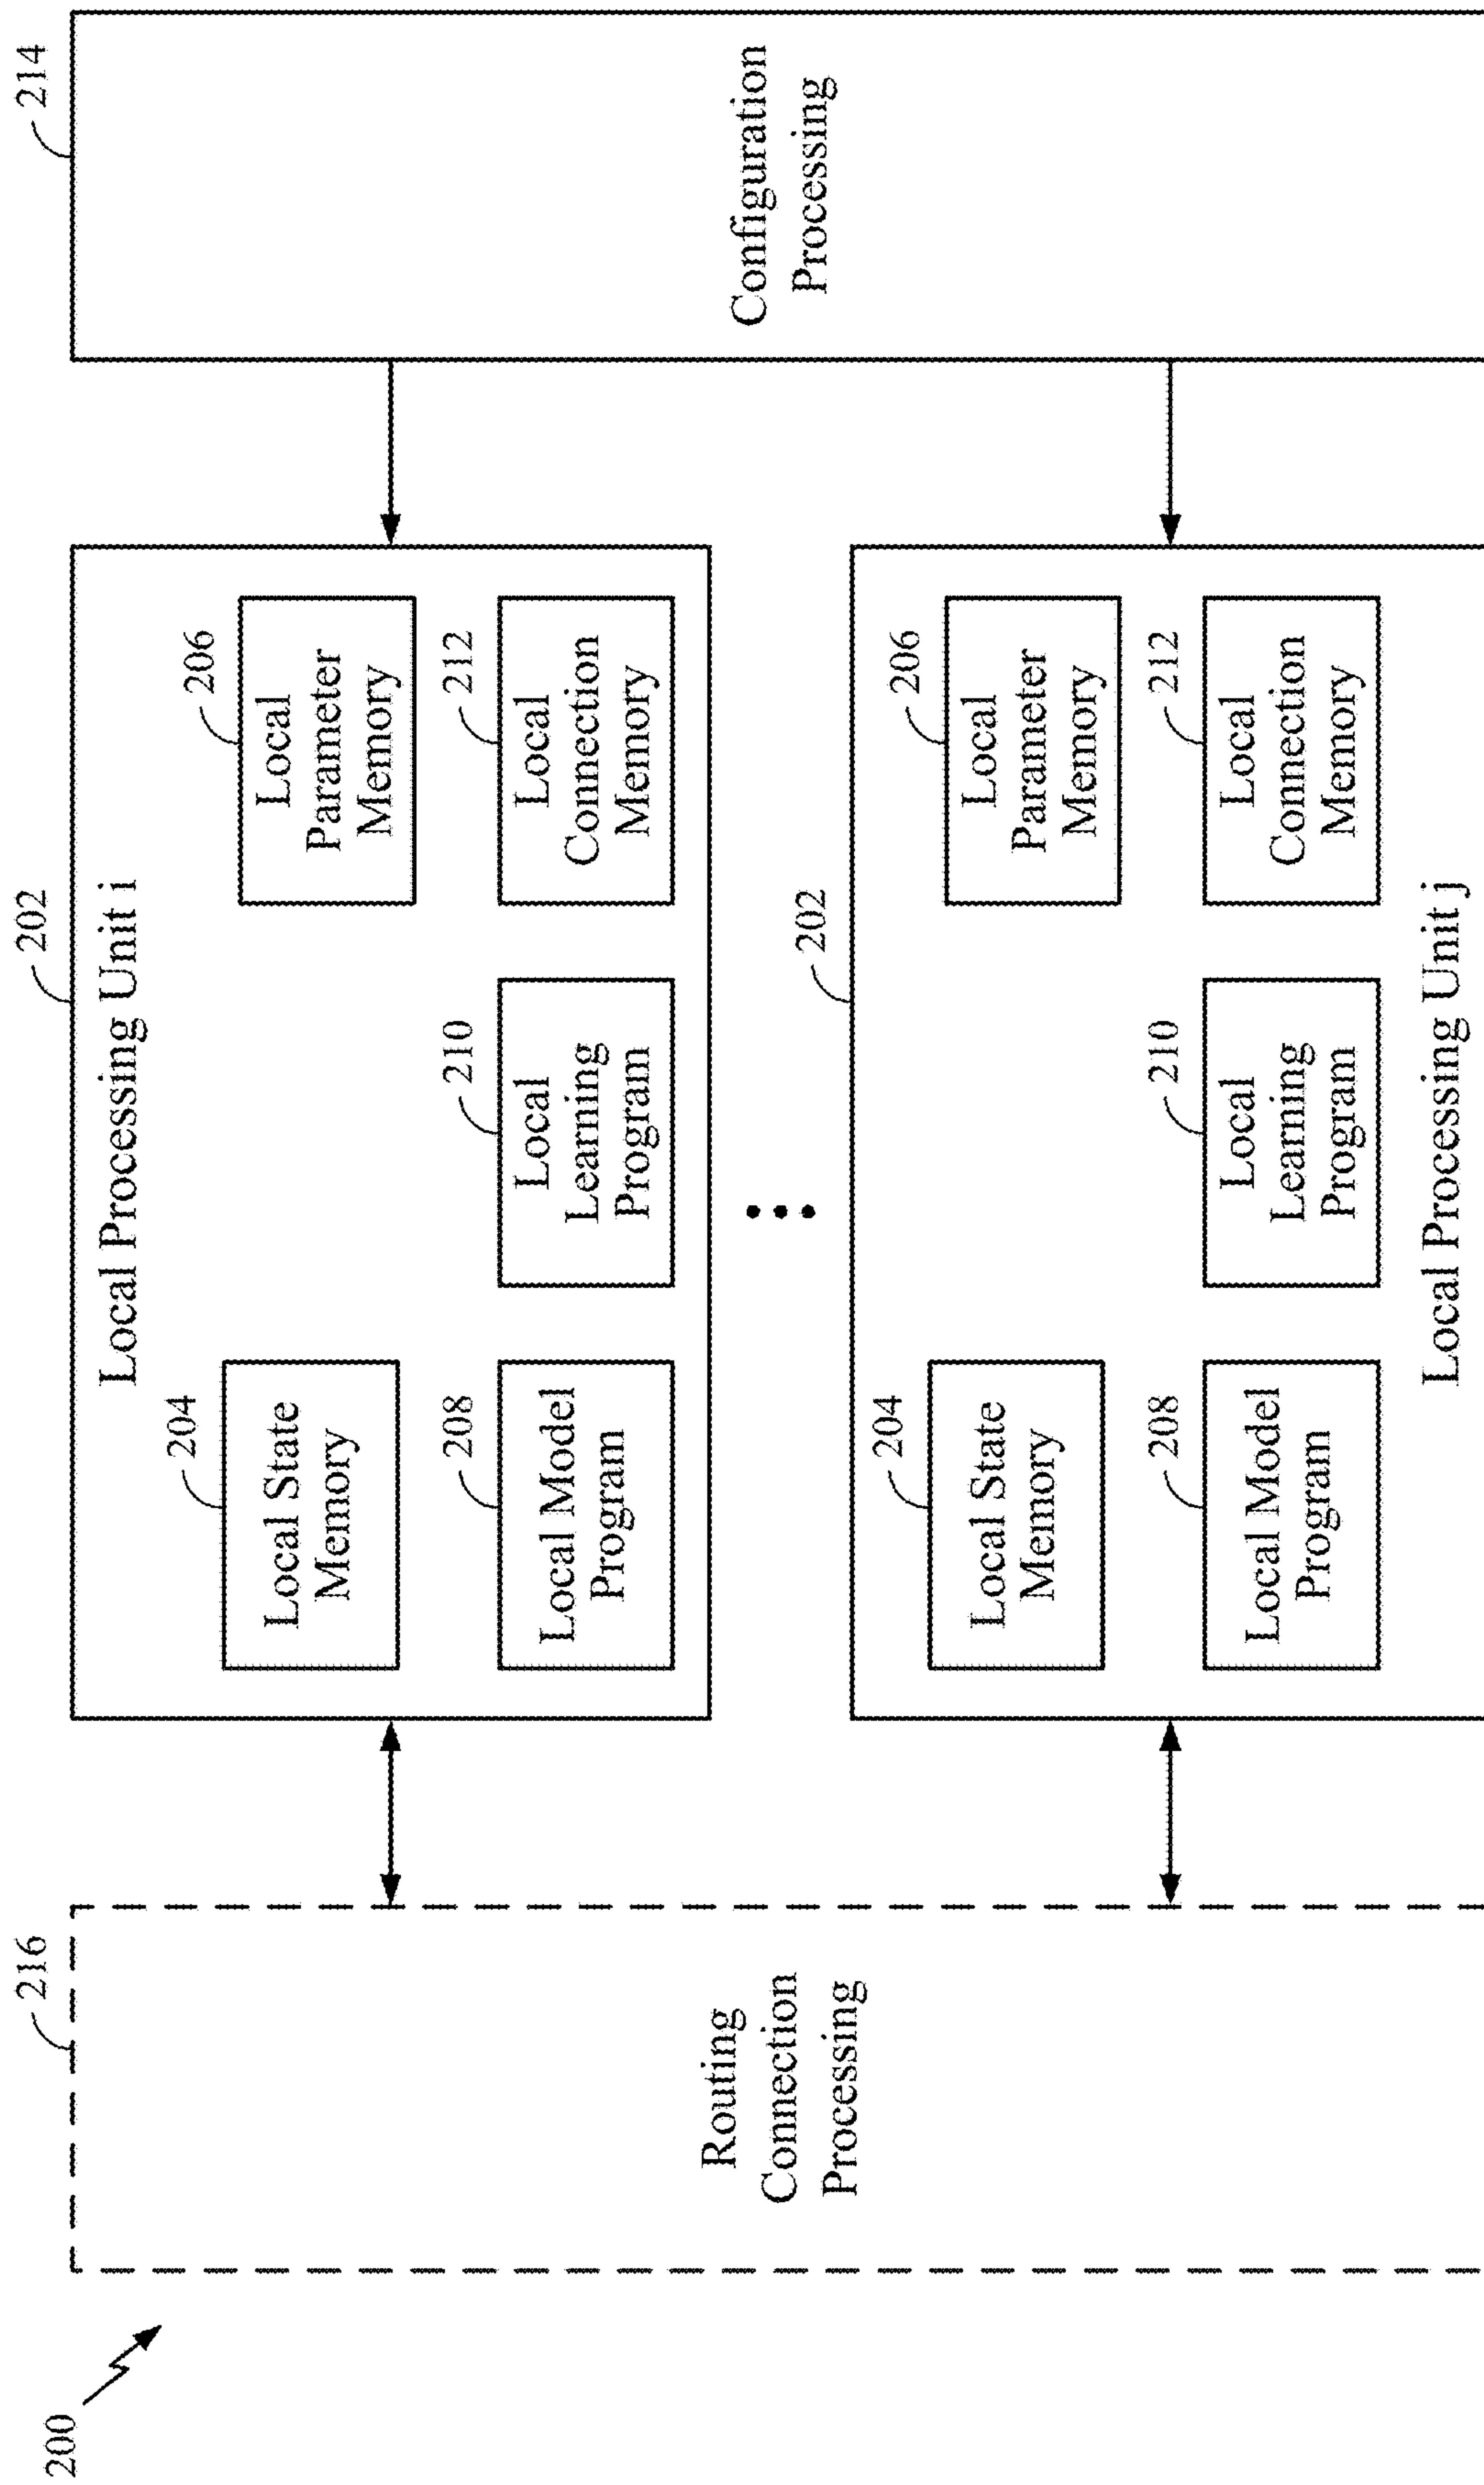 200
216
Routing
Connection
Processing
202
Local Processing Unit i
204
Local State
Memory
206
Local
Parameter
Memory
208
Local Model
Program
210
Local
Learning
Program
212
Local
Connection
Memory
202
204
Local State
Memory
206
Local
Parameter
Memory
208
Local Model
Program
210
Local
Learning
Program
212
Local
Connection
Memory
Local Processing Unit j
214
Configuration
Processing